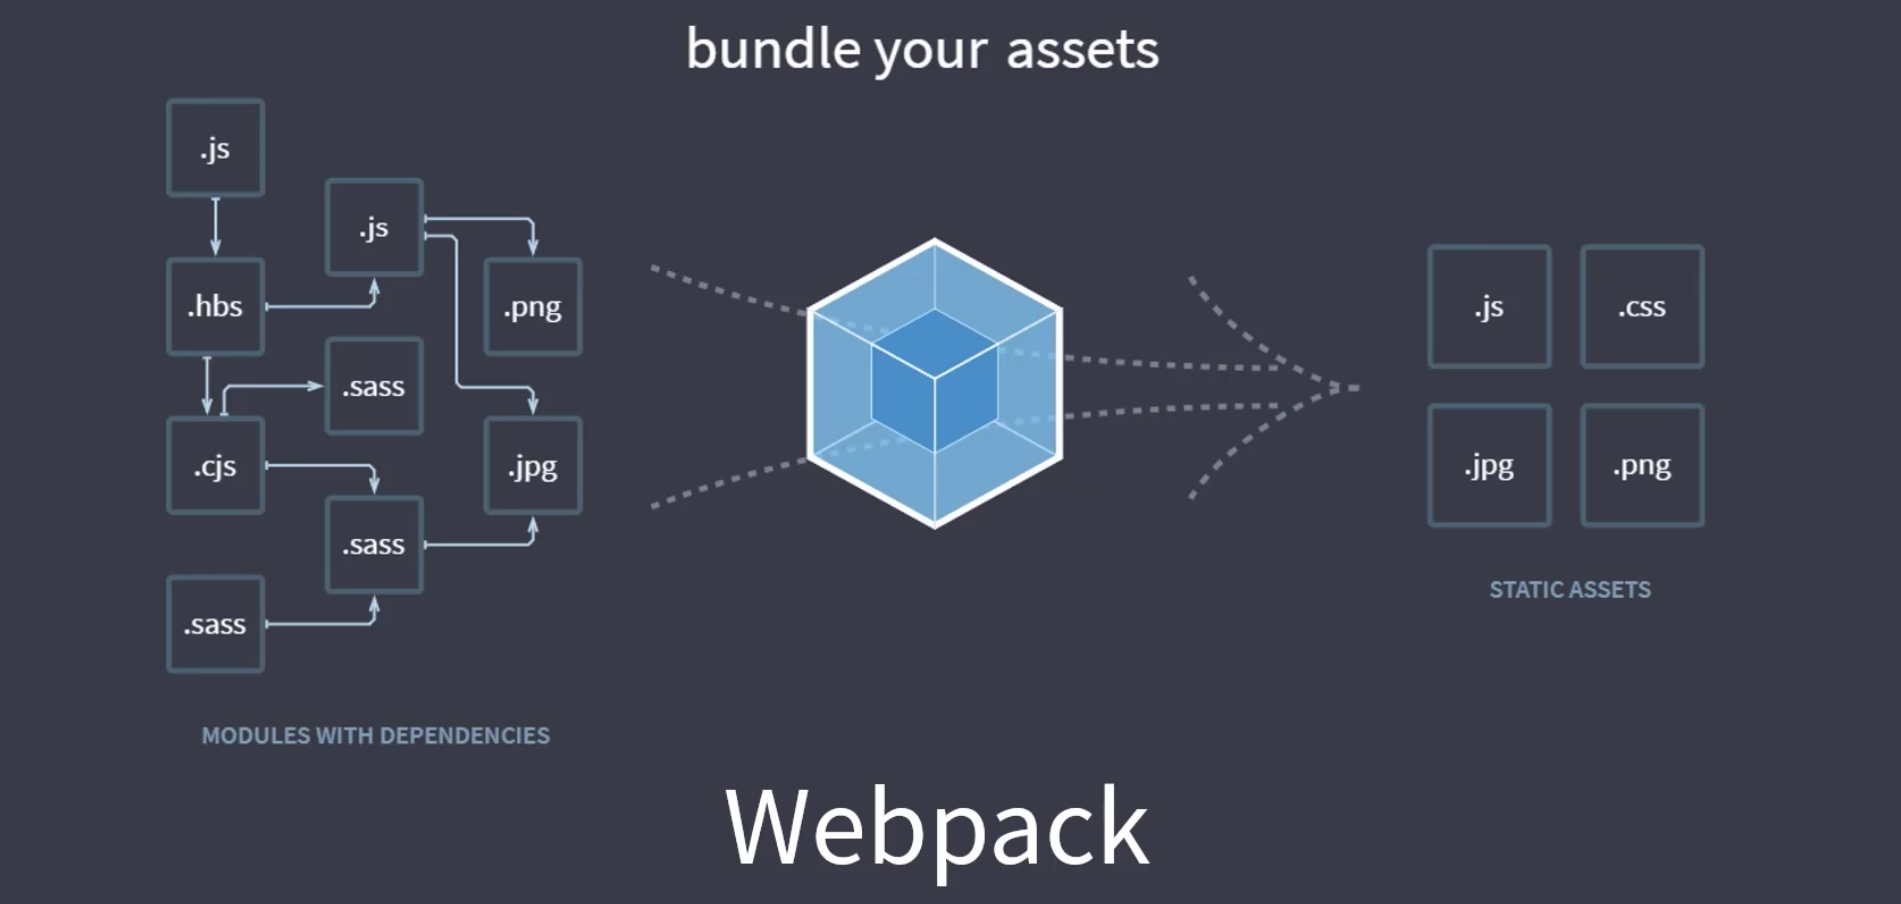 bundle your assets
.js
.js
.hbs
.png
.sass
.cjs
.jpg
.sass
.sass
MODULES WITH DEPENDENCIES
.js
.css
.jpg
.png
STATIC ASSETS
Webpack